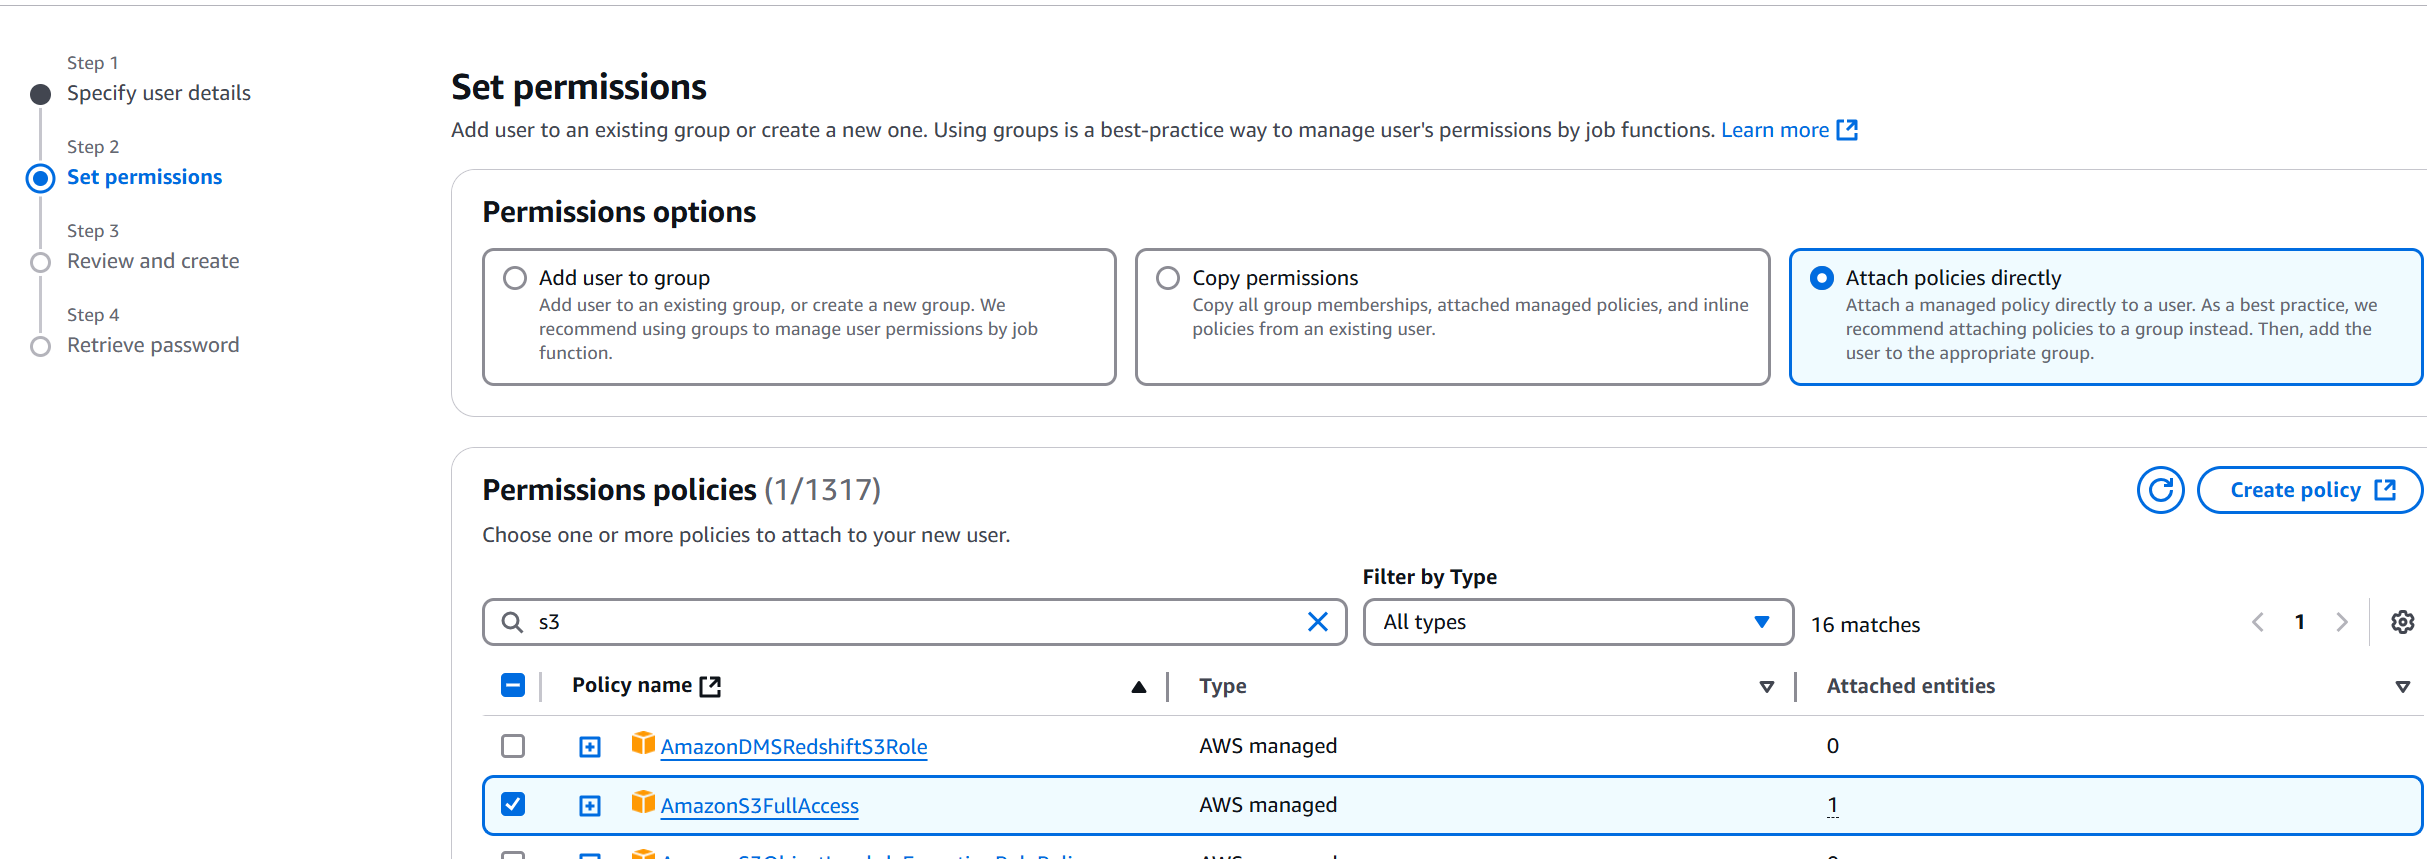 Step 1
Specify user details
Step 2
Set permissions
Step 3
Review and create
Step 4
Retrieve password
Set permissions
Add user to an existing group or create a new one. Using groups is a best-practice way to manage user's permissions by job functions. Learn more
Permissions options
Add user to group
Add user to an existing group, or create a new group. We
recommend using groups to manage user permissions by job
function.
Copy permissions
Copy all group memberships, attached managed policies, and inline
policies from an existing user.
Attach policies directly
Attach a managed policy directly to a user. As a best practice, we
recommend attaching policies to a group instead. Then, add the
user to the appropriate group.
Permissions policies (1/1317)
Create policy
Choose one or more policies to attach to your new user.
Filter by Type
s3
All types
16 matches
1
Policy name
Type
Attached entities
AmazonDMSRedshiftS3Role
AWS managed
0
AmazonS3FullAccess
AWS managed
1